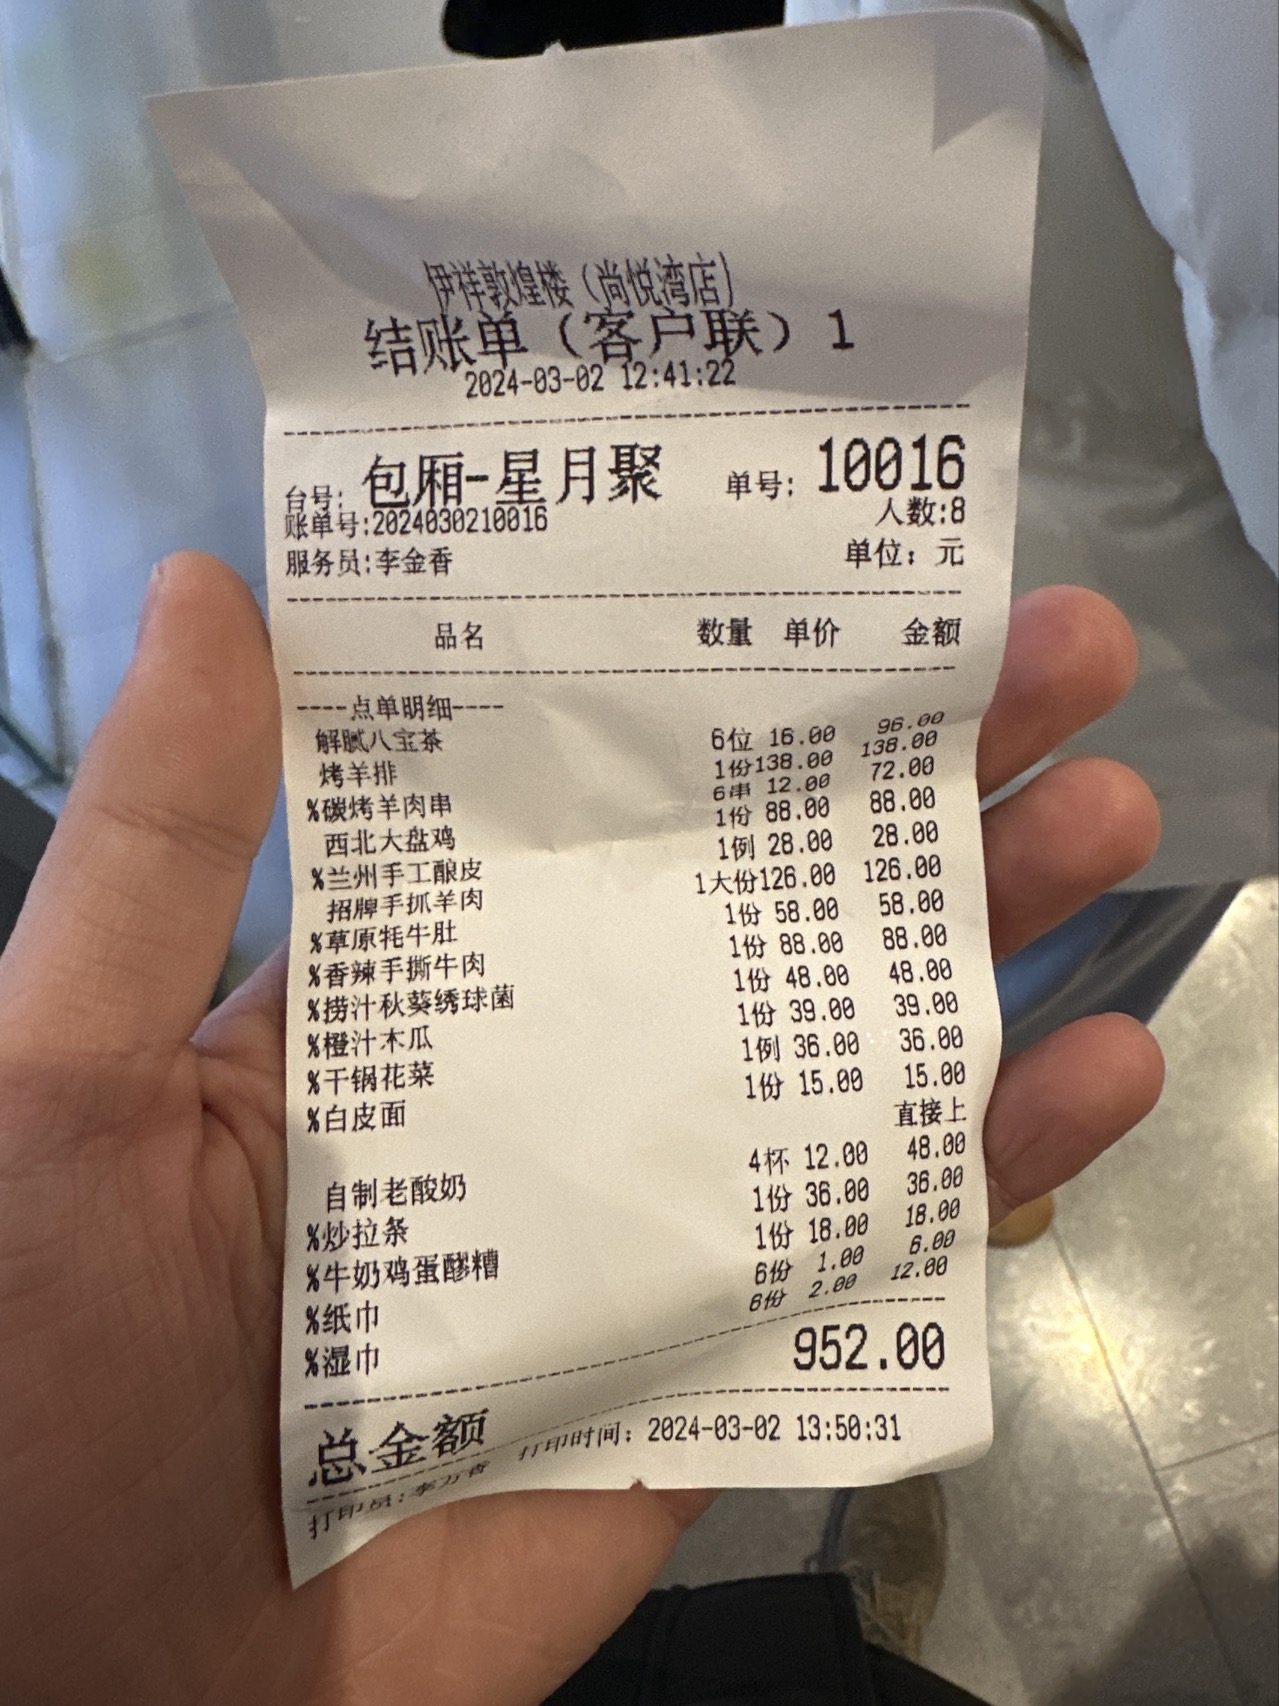 伊祥敦煌楼（尚悦湾店）
结账单（客户联）1
2024-03-02 12:41:22
台号: 包厢-星月聚 单号: 10016
账单号:2024030210016 人数:8
服务员:李金香 单位: 元
品名 数量 单价 金额
----点单明细----
解腻八宝茶 6位 16.00 96.00
烤羊排 1份 138.00 138.00
%碳烤羊肉串 6串 12.00 72.00
西北大盘鸡 1份 88.00 88.00
%兰州手工酿皮 1例 28.00 28.00
招牌手抓羊肉 1大份 126.00 126.00
%草原牦牛肚 1份 58.00 58.00
%香辣手撕牛肉 1份 88.00 88.00
%捞汁秋葵绣球菌 1份 48.00 48.00
%橙汁木瓜 1份 39.00 39.00
%干锅花菜 1例 36.00 36.00
%白皮面 1份 15.00 15.00
直接上
自制老酸奶 4杯 12.00 48.00
%炒拉条 1份 36.00 36.00
%牛奶鸡蛋醪糟 1份 18.00 18.00
%纸巾 6份 1.00 6.00
%湿巾 6份 2.00 12.00
总金额 952.00
打印员:李万香 打印时间: 2024-03-02 13:50:31